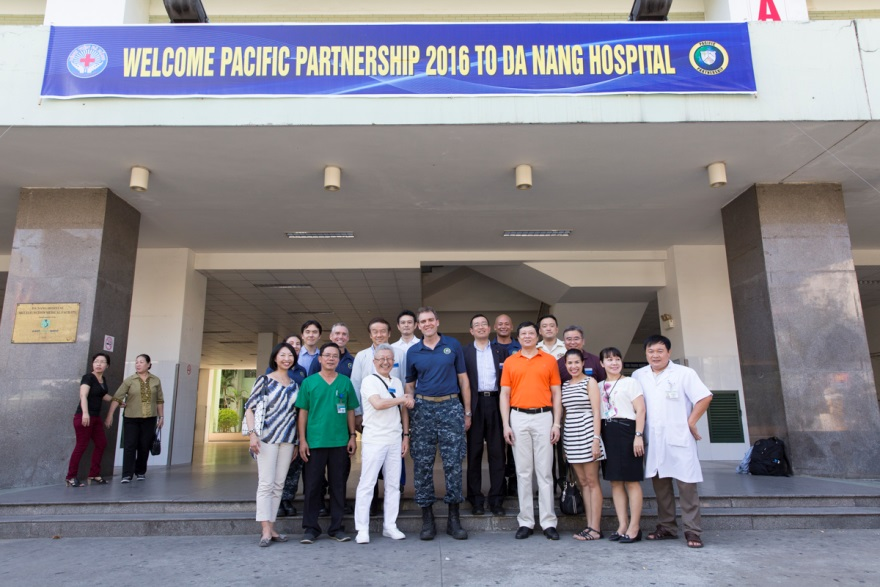 WELCOME PACIFIC PARTNERSHIP 2016 TO DA NANG HOSPITAL
A